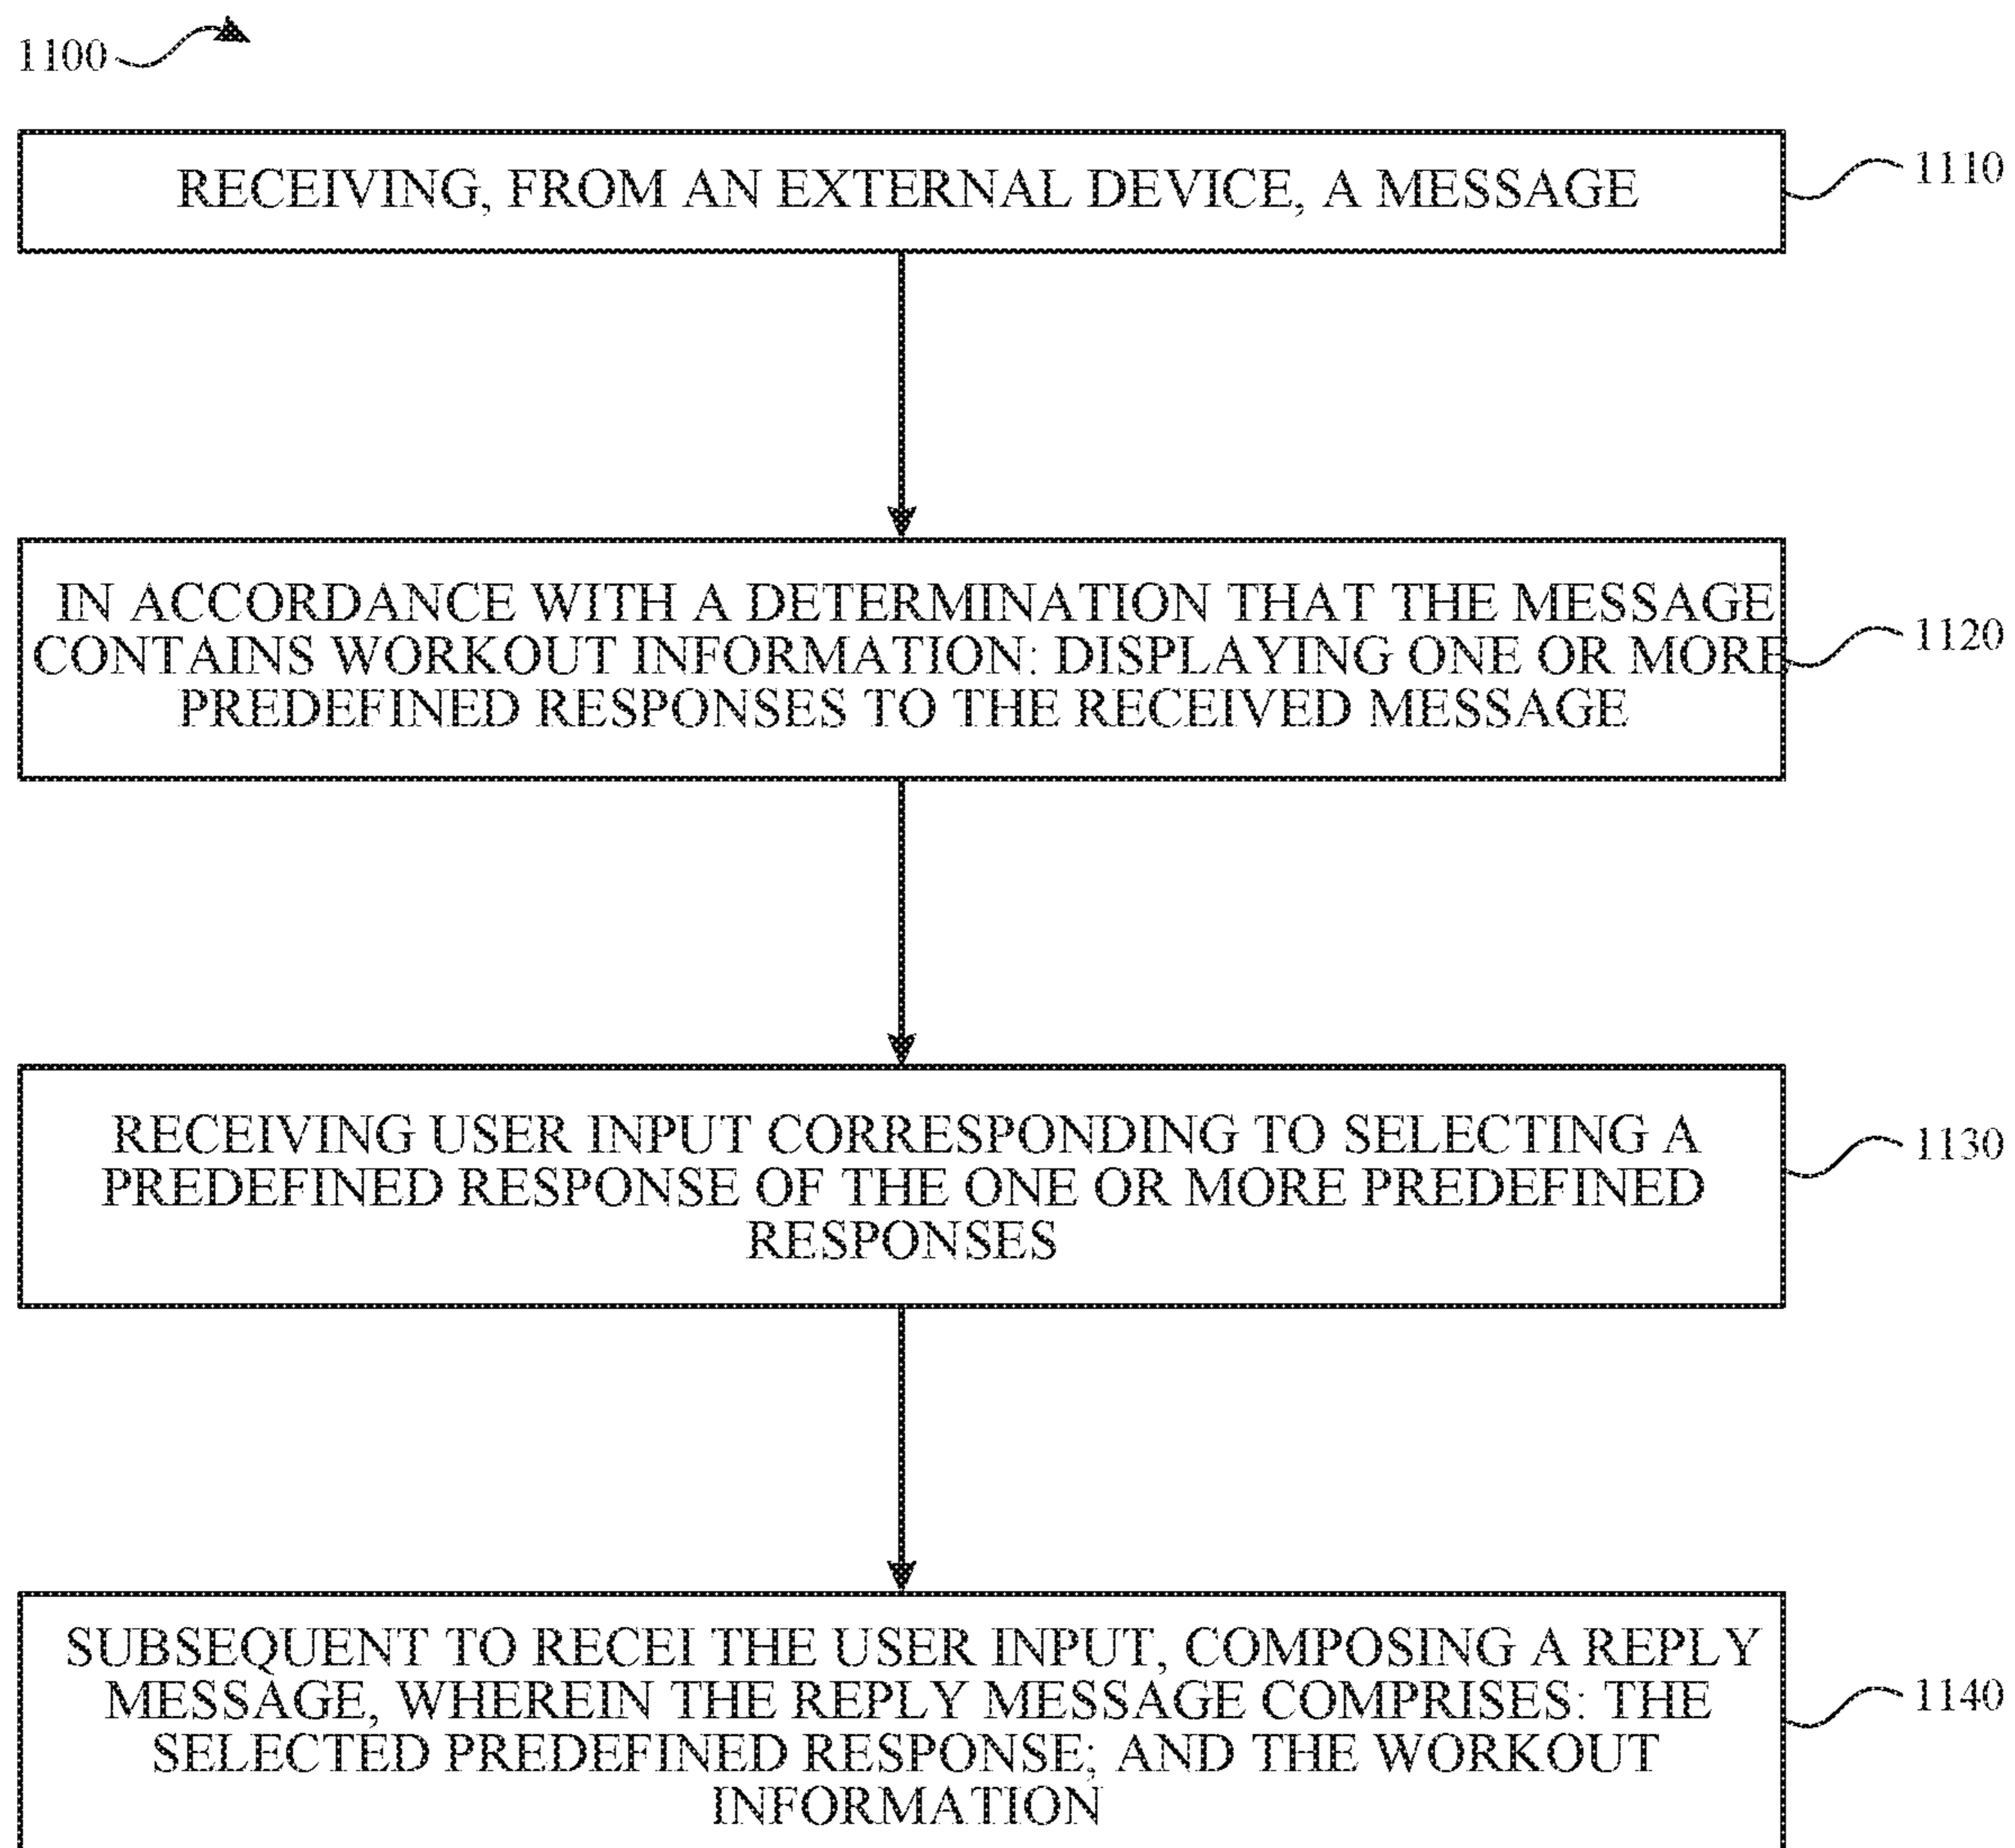 1100
RECEIVING, FROM AN EXTERNAL DEVICE, A MESSAGE
1110
IN ACCORDANCE WITH A DETERMINATION THAT THE MESSAGE
CONTAINS WORKOUT INFORMATION: DISPLAYING ONE OR MORE
PREDEFINED RESPONSES TO THE RECEIVED MESSAGE
1120
RECEIVING USER INPUT CORRESPONDING TO SELECTING A
PREDEFINED RESPONSE OF THE ONE OR MORE PREDEFINED
RESPONSES
1130
SUBSEQUENT TO RECEI THE USER INPUT, COMPOSING A REPLY
MESSAGE, WHEREIN THE REPLY MESSAGE COMPRISES: THE
SELECTED PREDEFINED RESPONSE; AND THE WORKOUT
INFORMATION
1140